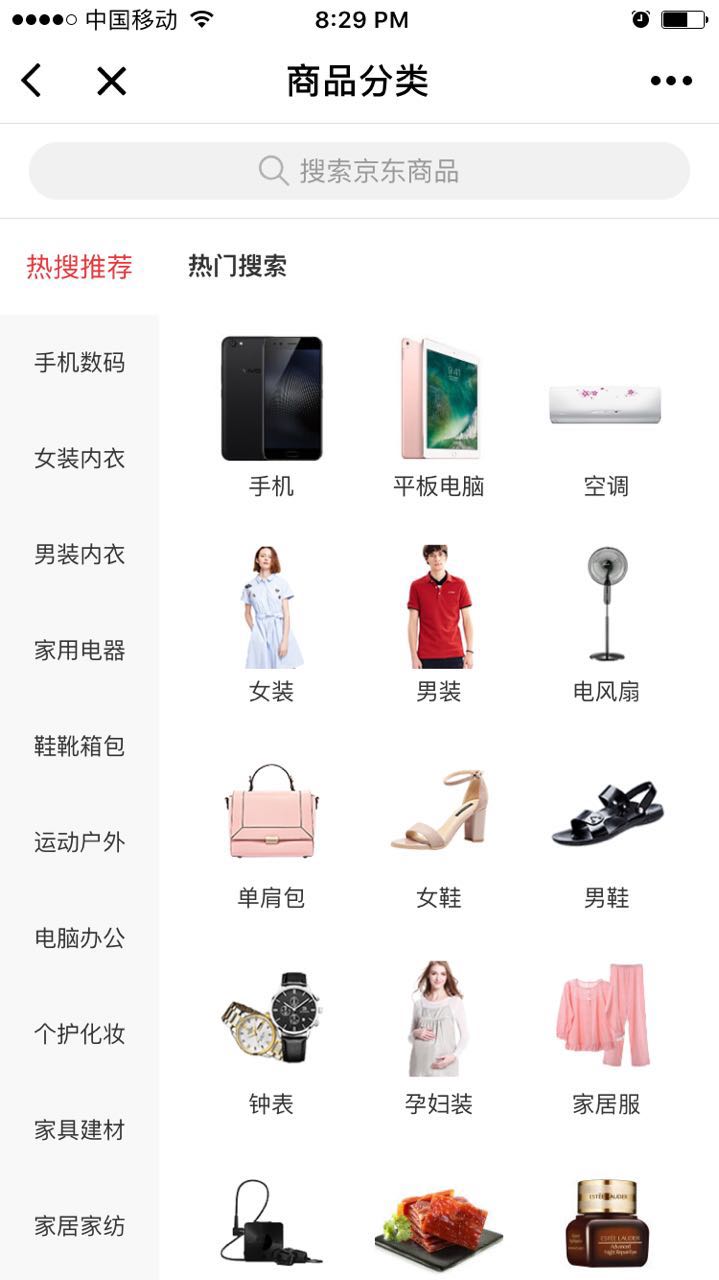 中国移动
8:29 PM
商品分类
搜索京东商品
热搜推荐
手机数码
女装内衣
男装内衣
家用电器
鞋靴箱包
运动户外
电脑办公
个护化妆
家具建材
家居家纺
热门搜索
vivo
手机
平板电脑
空调
女装
男装
电风扇
单肩包
女鞋
男鞋
钟表
孕妇装
家居服
ESTĒE LAUDER
ESTĒE LAUDER
Advanced
Night Repair Eye